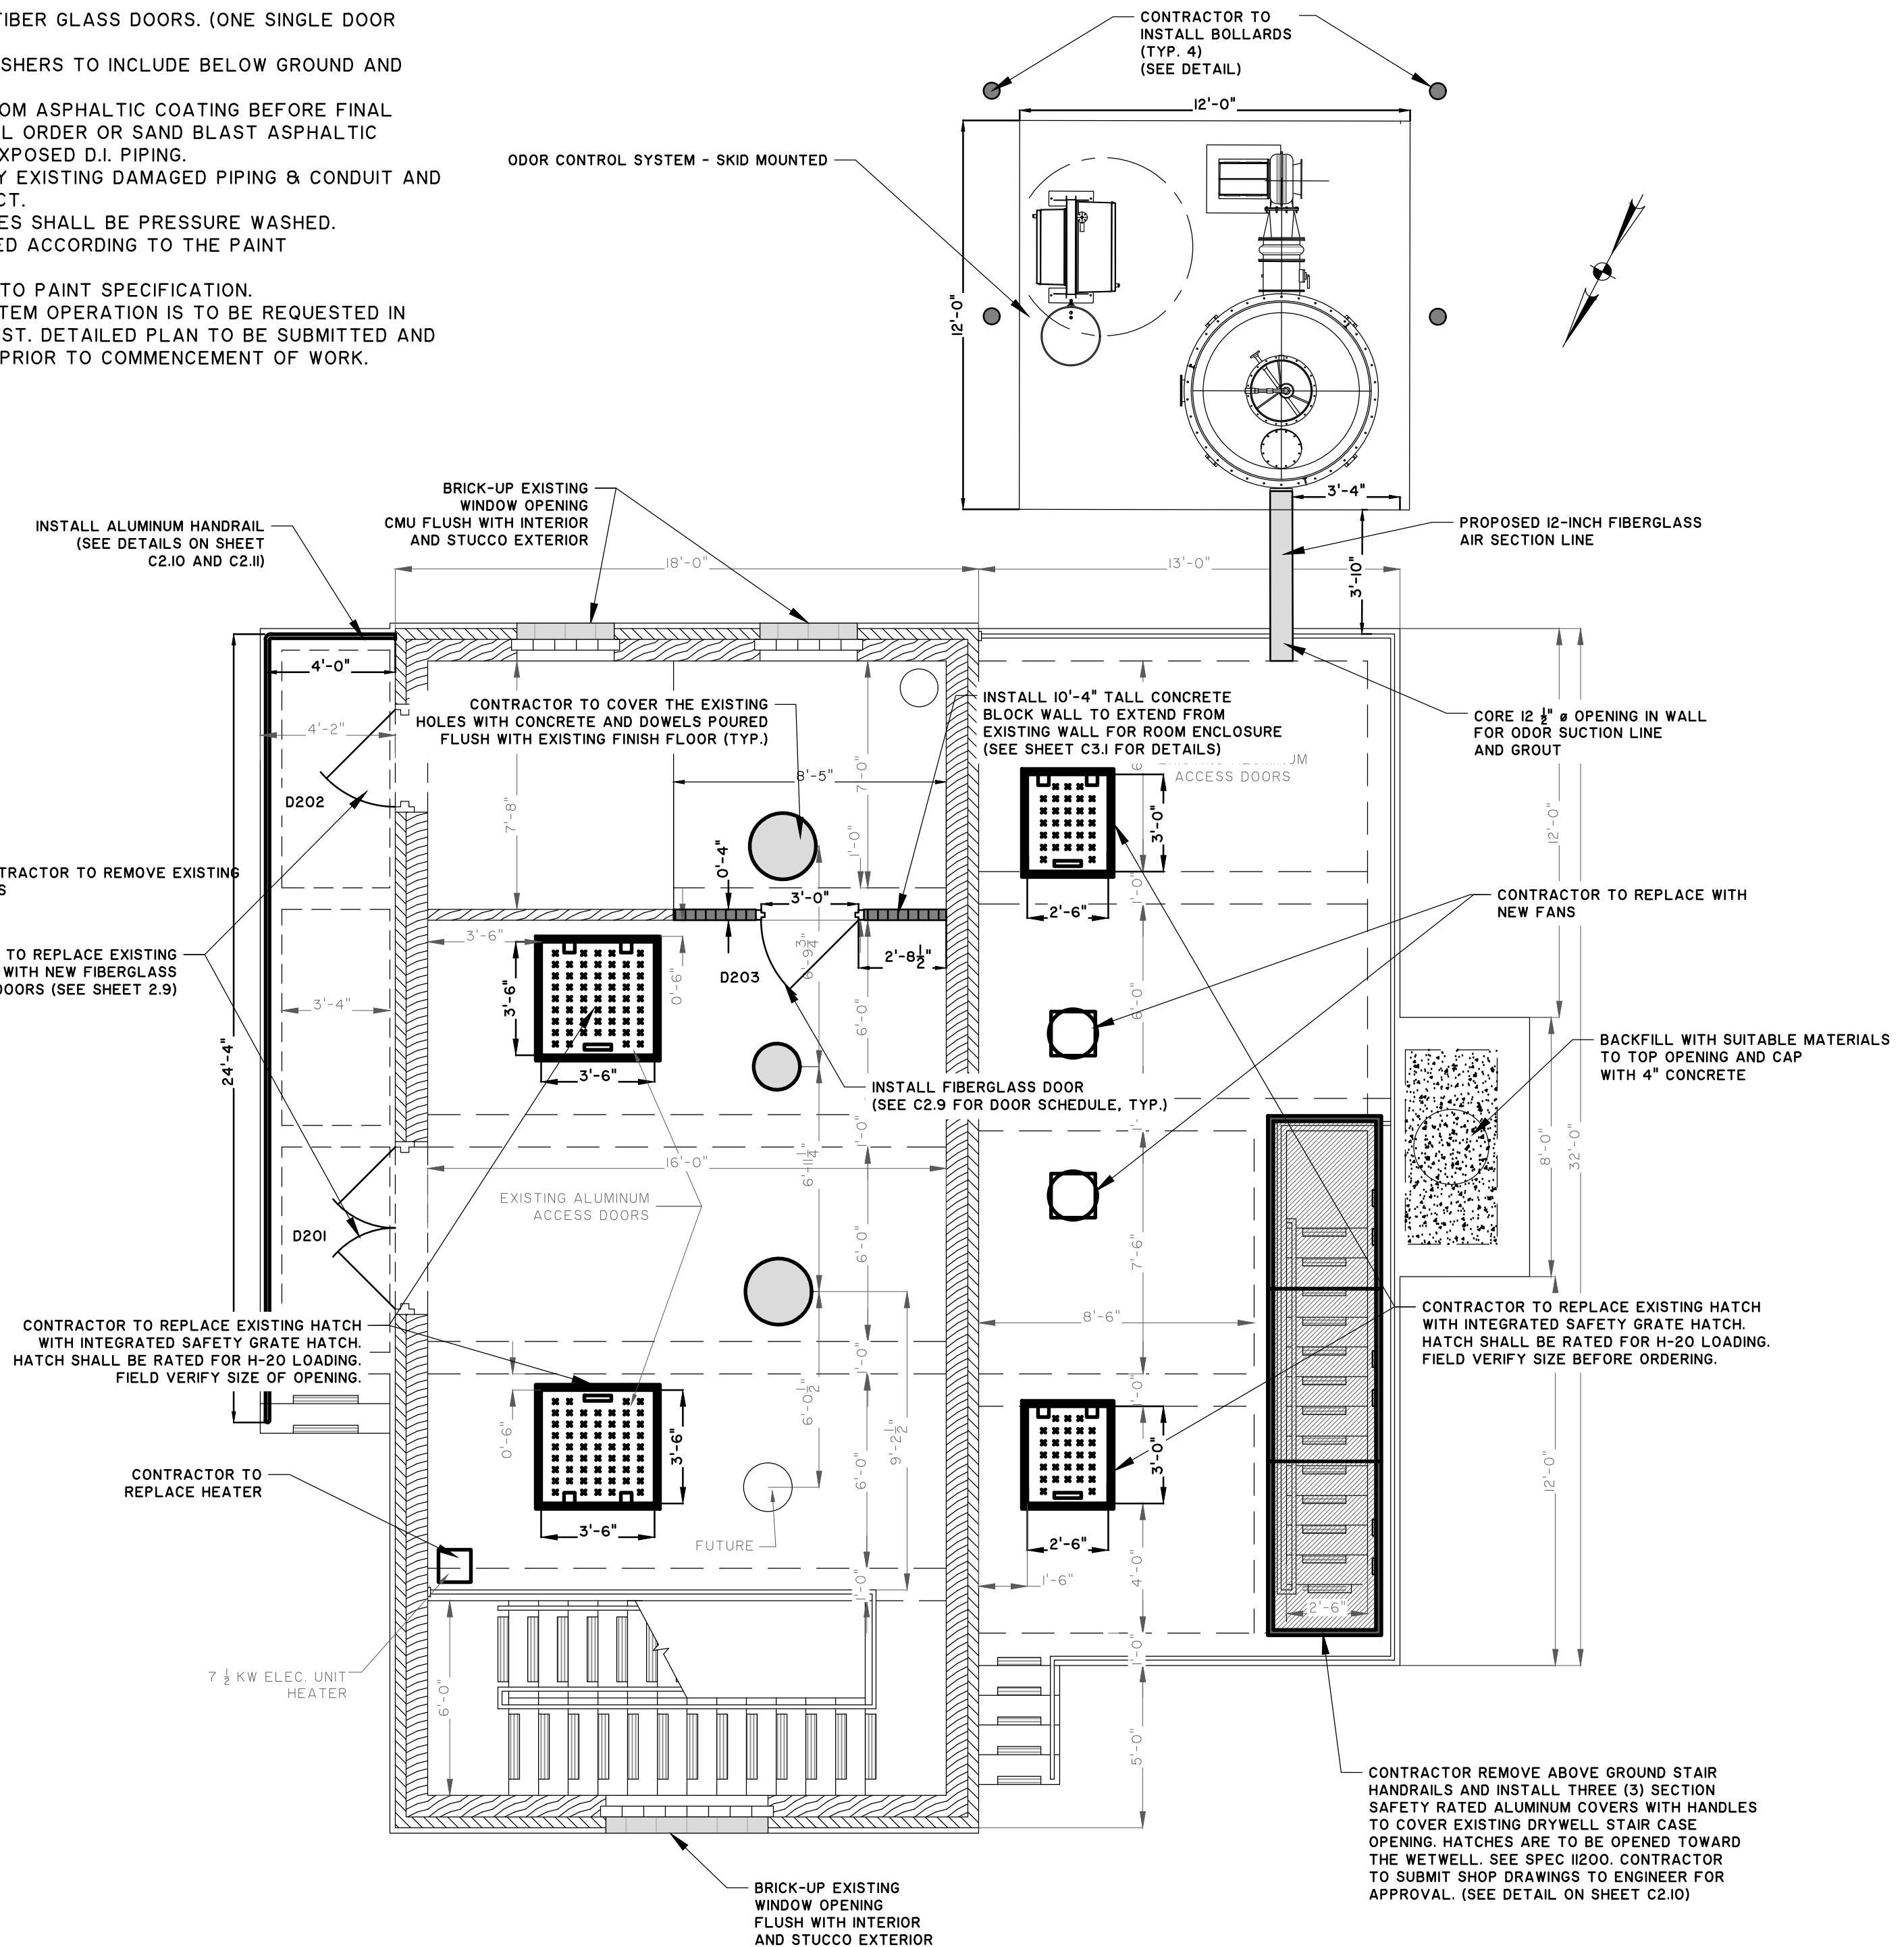 FIBER GLASS DOORS. (ONE SINGLE DOOR
SHERS TO INCLUDE BELOW GROUND AND
OM ASPHALTIC COATING BEFORE FINAL
L ORDER OR SAND BLAST ASPHALTIC
XPOSED D.I. PIPING.
Y EXISTING DAMAGED PIPING & CONDUIT AND
CT.
ES SHALL BE PRESSURE WASHED.
ED ACCORDING TO THE PAINT
TO PAINT SPECIFICATION.
TEM OPERATION IS TO BE REQUESTED IN
ST. DETAILED PLAN TO BE SUBMITTED AND
PRIOR TO COMMENCEMENT OF WORK.
CONTRACTOR TO
INSTALL BOLLARDS
(TYP. 4)
(SEE DETAIL)
12'-0"
ODOR CONTROL SYSTEM - SKID MOUNTED
12'-0"
3'-4"
PROPOSED 12-INCH FIBERGLASS
AIR SECTION LINE
3'-10"
BRICK-UP EXISTING
WINDOW OPENING
CMU FLUSH WITH INTERIOR
AND STUCCO EXTERIOR
INSTALL ALUMINUM HANDRAIL
(SEE DETAILS ON SHEET
C2.10 AND C2.11)
18'-0"
13'-0"
4'-0"
4'-2"
CONTRACTOR TO COVER THE EXISTING
HOLES WITH CONCRETE AND DOWELS POURED
FLUSH WITH EXISTING FINISH FLOOR (TYP.)
INSTALL 10'-4" TALL CONCRETE
BLOCK WALL TO EXTEND FROM
EXISTING WALL FOR ROOM ENCLOSURE
(SEE SHEET C3.1 FOR DETAILS)
ACCESS DOORS
CORE 12 ½" ø OPENING IN WALL
FOR ODOR SUCTION LINE
AND GROUT
D202
7'-8"
8'-5"
7'-0"
1'-0"
3'-0"
12'-0"
TRACTOR TO REMOVE EXISTING
S
0'-4"
3'-0"
2'-6"
1'-0"
CONTRACTOR TO REPLACE WITH
NEW FANS
TO REPLACE EXISTING
WITH NEW FIBERGLASS
DOORS (SEE SHEET 2.9)
3'-6"
3'-6"
3'-6"
0'-6"
D203
6'-9¾"
2'-8½"
6'-0"
6'-0"
3'-4"
24'-4"
INSTALL FIBERGLASS DOOR
(SEE C2.9 FOR DOOR SCHEDULE, TYP.)
BACKFILL WITH SUITABLE MATERIALS
TO TOP OPENING AND CAP
WITH 4" CONCRETE
8'-0"
32'-0"
16'-0"
1'-0"
6'-11¼"
EXISTING ALUMINUM
ACCESS DOORS
D201
6'-0"
7'-6"
8'-6"
CONTRACTOR TO REPLACE EXISTING HATCH
WITH INTEGRATED SAFETY GRATE HATCH.
HATCH SHALL BE RATED FOR H-20 LOADING.
FIELD VERIFY SIZE OF OPENING.
CONTRACTOR TO REPLACE EXISTING HATCH
WITH INTEGRATED SAFETY GRATE HATCH.
HATCH SHALL BE RATED FOR H-20 LOADING.
FIELD VERIFY SIZE BEFORE ORDERING.
1'-0"
1'-0"
0'-6"
3'-6"
3'-6"
6'-0½"
9'-2½"
6'-0"
3'-0"
2'-6"
12'-0"
CONTRACTOR TO
REPLACE HEATER
FUTURE
1'-0"
1'-6"
4'-0"
2'-6"
7 ½ KW ELEC. UNIT
HEATER
6'-0"
1'-0"
5'-0"
CONTRACTOR REMOVE ABOVE GROUND STAIR
HANDRAILS AND INSTALL THREE (3) SECTION
SAFETY RATED ALUMINUM COVERS WITH HANDLES
TO COVER EXISTING DRYWELL STAIR CASE
OPENING. HATCHES ARE TO BE OPENED TOWARD
THE WETWELL. SEE SPEC 11200. CONTRACTOR
TO SUBMIT SHOP DRAWINGS TO ENGINEER FOR
APPROVAL. (SEE DETAIL ON SHEET C2.10)
BRICK-UP EXISTING
WINDOW OPENING
FLUSH WITH INTERIOR
AND STUCCO EXTERIOR